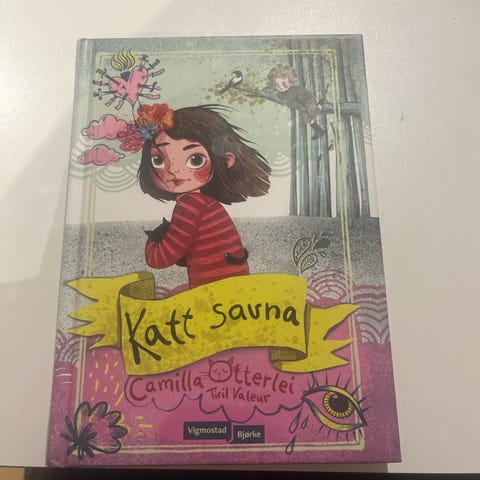 Katt savna
Camilla Otterlei
Tiril Valeur
Vigmostad Bjørke